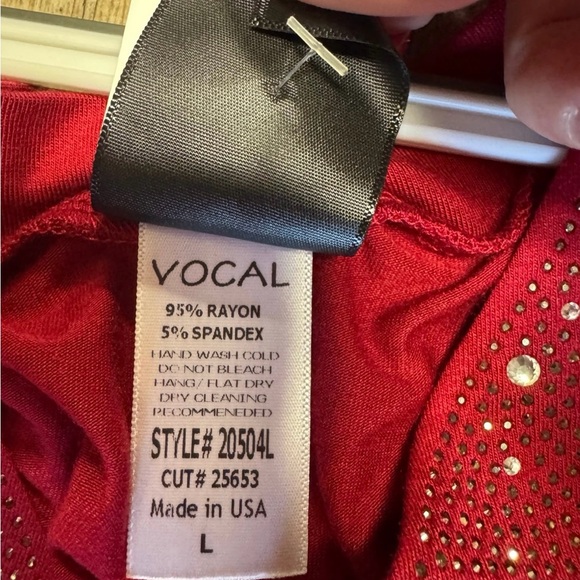 VOCAL
95% RAYON
5% SPANDEX
HAND WASH COLD
DO NOT BLEACH
HANG/ FLAT DRY
DRY CLEANING
RECOMMENEDED
STYLE# 20504L
CUT# 25653
Made in USA
L